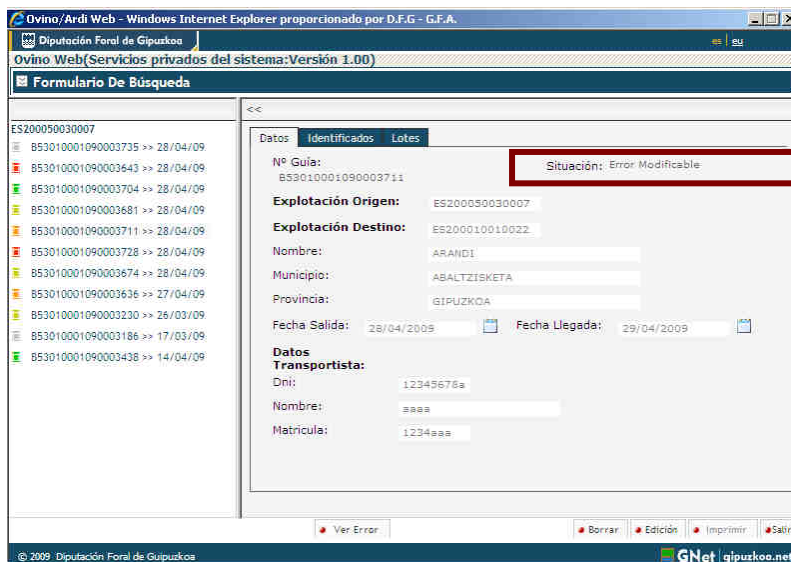 Ovino/Ardi Web - Windows Internet Explorer proporcionado por D.F.G - G.F.A.
Diputación Foral de Gipuzkoa
es | eu
Ovino Web(Servicios privados del sistema:Versión 1.00)
Formulario De Búsqueda
<<
ES200050030007
B53010001090003735 >> 28/04/09
B53010001090003643 >> 28/04/09
B53010001090003704 >> 28/04/09
B53010001090003681 >> 28/04/09
B53010001090003711 >> 28/04/09
B53010001090003728 >> 28/04/09
B53010001090003674 >> 28/04/09
B53010001090003636 >> 27/04/09
B53010001090003230 >> 26/03/09
B53010001090003186 >> 17/03/09
B53010001090003438 >> 14/04/09
Datos Identificados Lotes
Nº Guía:
B53010001090003711
Situación: Error Modificable
Explotación Origen: ES200050030007
Explotación Destino: ES200010010022
Nombre: ARANDI
Municipio: ABALTZISKETA
Provincia: GIPUZKOA
Fecha Salida: 28/04/2009 Fecha Llegada: 29/04/2009
Datos
Transportista:
Dni: 12345678a
Nombre: aaaa
Matricula: 1234aaa
Ver Error Borrar Edición Imprimir Salir
© 2009 Diputación Foral de Guipuzkoa
GNet gipuzkoa.net